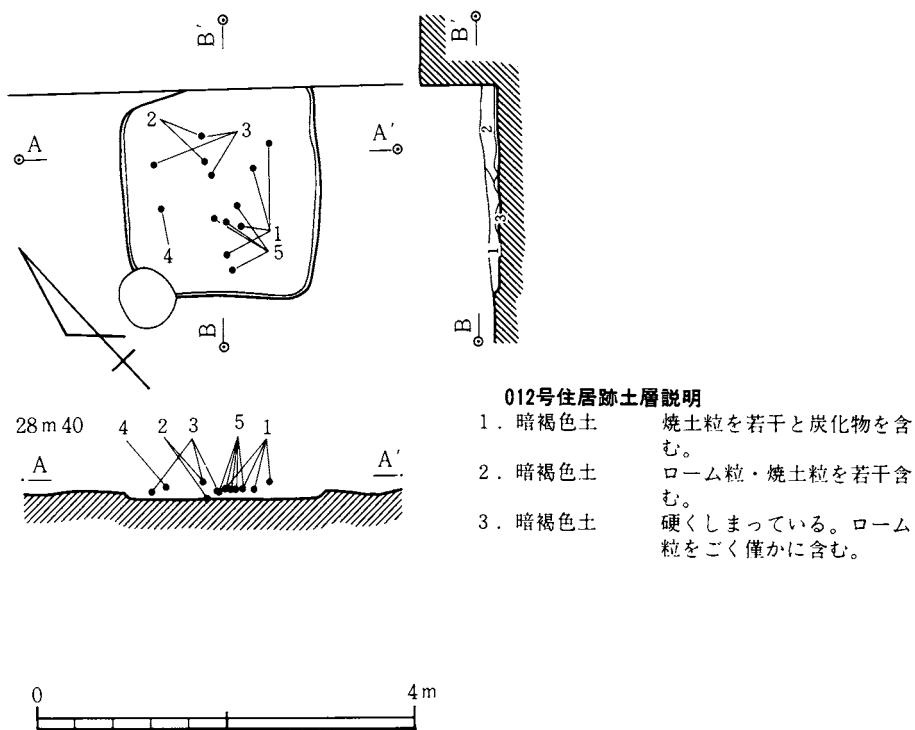 B′
B′
2
3
A
A′
2
4
1
5
3
1
B
B
012号住居跡土層説明
28m40
4
2
3
5
1
1．暗褐色土 焼土粒を若干と炭化物を含
む。
A
A′
2．暗褐色土 ローム粒・焼土粒を若干含
む。
3．暗褐色土 硬くしまっている。ローム
粒をごく僅かに含む。
0
4m